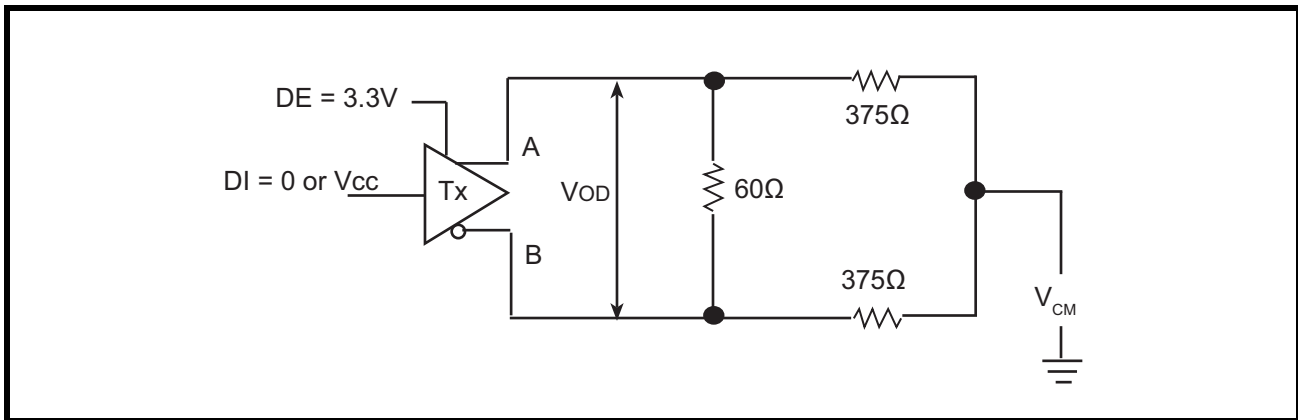 DE = 3.3V
375Ω
A
DI = 0 or Vcc
Tx
VOD
60Ω
B
375Ω
VCM